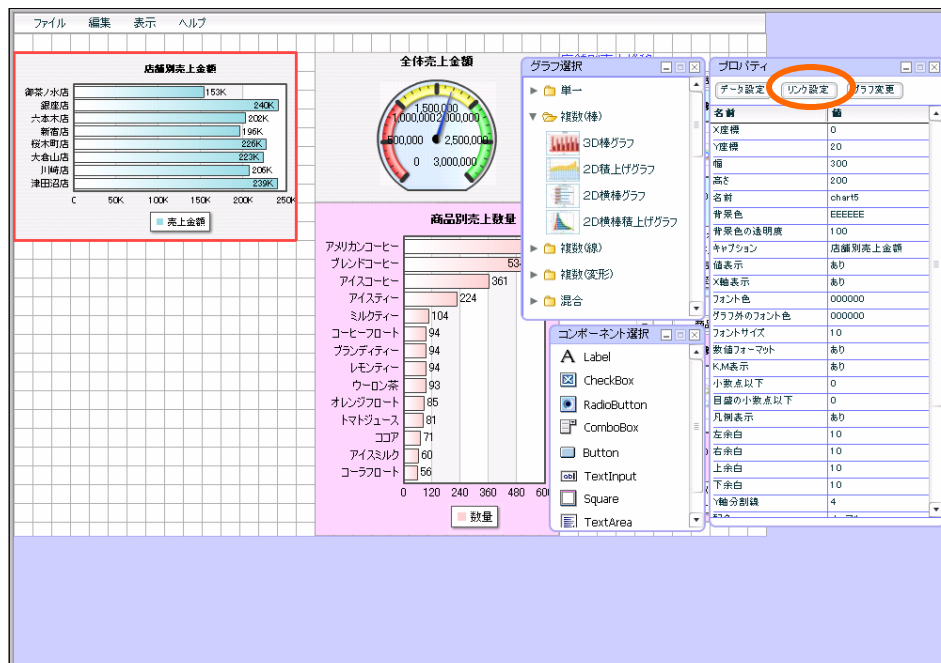 ファイル 編集 表示 ヘルプ
店舗別売上金額
御茶ノ水店 153K
銀座店 240K
六本木店 202K
新宿店 196K
桜木町店 226K
大倉山店 223K
川崎店 206K
津田沼店 239K
0 50K 100K 150K 200K 250K
売上金額
全体売上金額
1,500,000
1,000,000 2,000,000
500,000 2,500,000
0 3,000,000
商品別売上数量
アメリカンコーヒー
ブレンドコーヒー 534
アイスコーヒー 361
アイスティー 224
ミルクティー 104
コーヒーフロート 94
ブランディティー 94
レモンティー 94
ウーロン茶 93
オレンジフロート 85
トマトジュース 81
ココア 71
アイスミルク 60
コーラフロート 56
0 120 240 360 480 600
数量
グラフ選択
単一
複数(棒)
3D棒グラフ
2D積上げグラフ
2D横棒グラフ
2D横棒積上げグラフ
複数(線)
複数(変形)
混合
コンポーネント選択
Label
CheckBox
RadioButton
ComboBox
Button
TextInput
Square
TextArea
プロパティ
データ設定 リンク設定 グラフ変更
名前 値
X座標 0
Y座標 20
幅 300
高さ 200
名前 chart5
背景色 EEEEEE
背景色の透明度 100
キャプション 店舗別売上金額
値表示 あり
X軸表示 あり
フォント色 000000
グラフ外のフォント色 000000
フォントサイズ 10
数値フォーマット あり
K,M表示 あり
小数点以下 0
目盛の小数点以下 0
凡例表示 あり
左余白 10
右余白 10
上余白 10
下余白 10
Y軸分割線 4